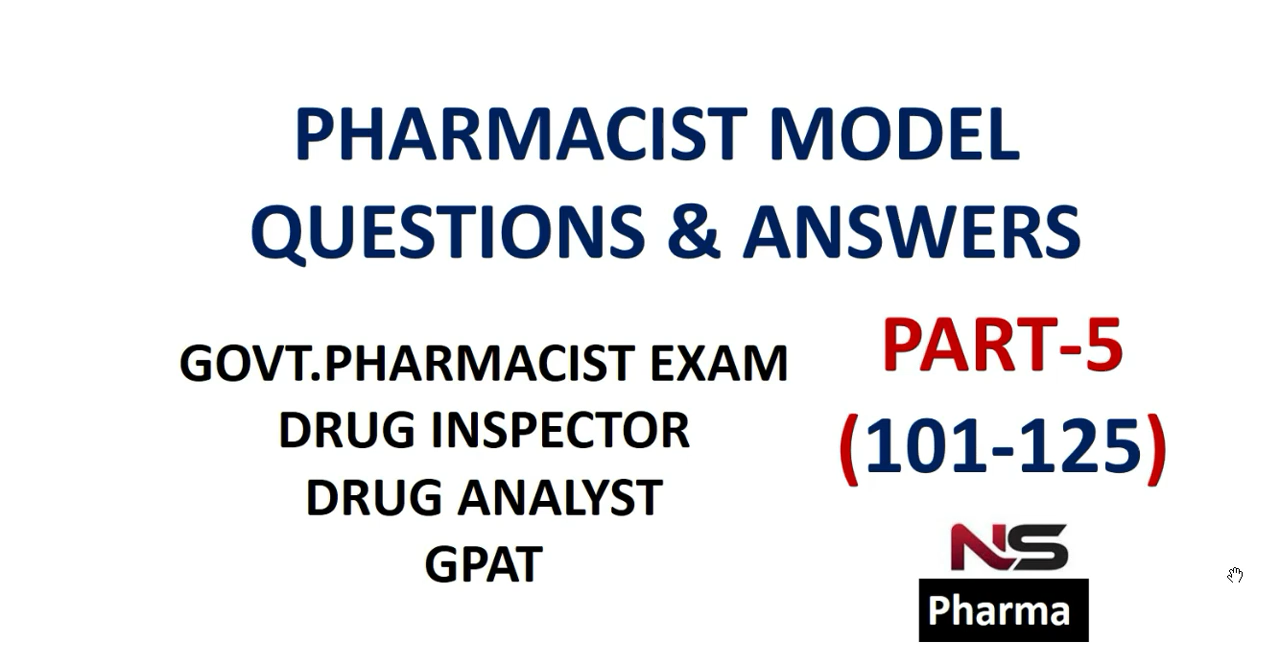 PHARMACIST MODEL
QUESTIONS & ANSWERS
GOVT.PHARMACIST EXAM
DRUG INSPECTOR
DRUG ANALYST
GPAT
PART-5
(101-125)
NS
Pharma